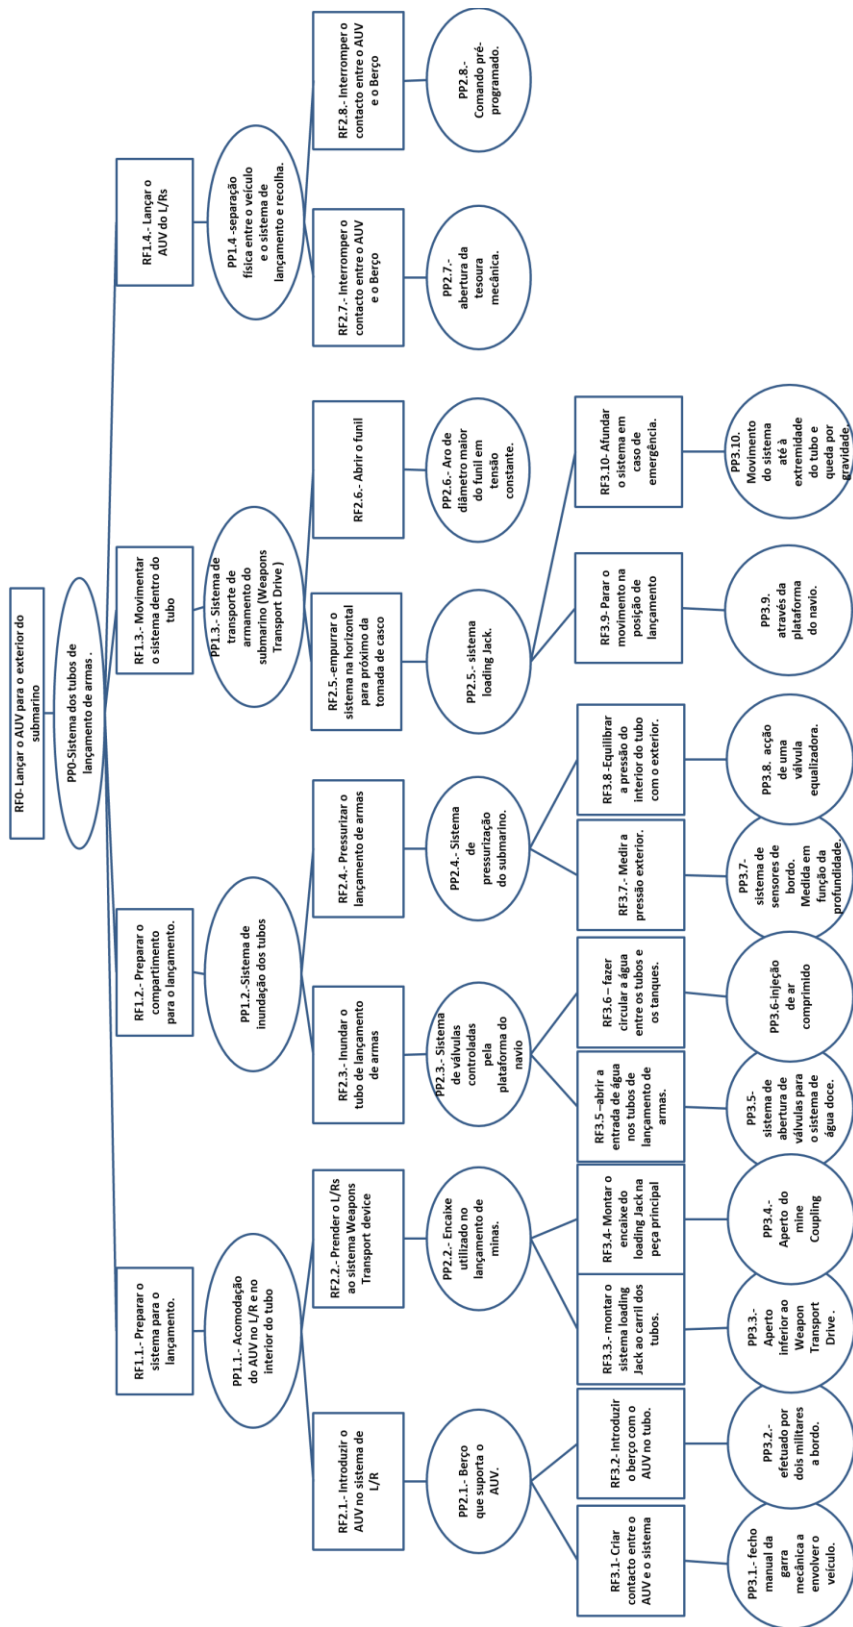 RF0- Lançar o AUV para o exterior do
submarino
PP0-Sistema dos tubos de
lançamento de armas .
RF1.1.- Preparar o
sistema para o
lançamento.
RF1.2.- Preparar o
compartimento
para o lançamento.
RF1.3.- Movimentar
o sistema dentro do
tubo
RF1.4.- Lançar o
AUV do L/Rs
PP1.1.- Acomodação
do AUV no L/R e no
interior do tubo
PP1.2.-Sistema de
inundação dos tubos
PP1.3.- Sistema de
transporte de
armamento do
submarino (Weapons
Transport Drive )
PP1.4 -separação
física entre o veículo
e o sistema de
lançamento e recolha.
RF2.1.- Introduzir o
AUV no sistema de
L/R
RF2.2.- Prender o L/Rs
ao sistema Weapons
Transport device
RF2.3.- Inundar o
tubo de lançamento
de armas
RF2.4.- Pressurizar o
lançamento de armas
RF2.5.-empurrar o
sistema na horizontal
para próximo da
tomada de casco
RF2.6.- Abrir o funil
RF2.7.- Interromper o
contacto entre o AUV
e o Berço
RF2.8.- Interromper o
contacto entre o AUV
e o Berço
PP2.1.- Berço
que suporta o
AUV.
PP2.2.- Encaixe
utilizado no
lançamento de
minas.
PP2.3.- Sistema
de válvulas
controladas
pela
plataforma do
navio
PP2.4.- Sistema
de
pressurização
do submarino.
PP2.5.- sistema
loading Jack.
PP2.6.- Aro de
diâmetro maior
do funil em
tensão
constante.
PP2.7.-
abertura da
tesoura
mecânica.
PP2.8.-
Comando pré-
programado.
RF3.1- Criar
contacto entre o
AUV e o sistema
RF3.2- Introduzir
o berço com o
AUV no tubo.
RF3.3.- montar o
sistema loading
Jack ao carril dos
tubos.
RF3.4- Montar o
encaixe do
loading Jack na
peça principal
RF3.5 –abrir a
entrada de água
nos tubos de
lançamento de
armas.
RF3.6 – fazer
circular a água
entre os tubos e
os tanques.
RF3.7.- Medir a
pressão exterior.
RF3.8 -Equilibrar
a pressão do
interior do tubo
com o exterior.
RF3.9- Parar o
movimento na
posição de
lançamento
RF3.10- Afundar
o sistema em
caso de
emergência.
PP3.1.- fecho
manual da
garra
mecânica a
envolver o
veículo.
PP3.2.-
efetuado por
dois militares
a bordo.
PP3.3.-
Aperto
inferior ao
Weapon
Transport
Drive .
PP3.4.-
Aperto do
mine
Coupling
PP3.5-
sistema de
abertura de
válvulas para
o sistema de
água doce.
PP3.6-injeção
de ar
comprimido
PP3.7-
sistema de
sensores de
bordo.
Medida em
função da
profundidade.
PP3.8. acção
de uma
válvula
equalizadora.
PP3.9.
através da
plataforma
do navio.
PP3.10.
Movimento
do sistema
até à
extremidade
do tubo e
queda por
gravidade.